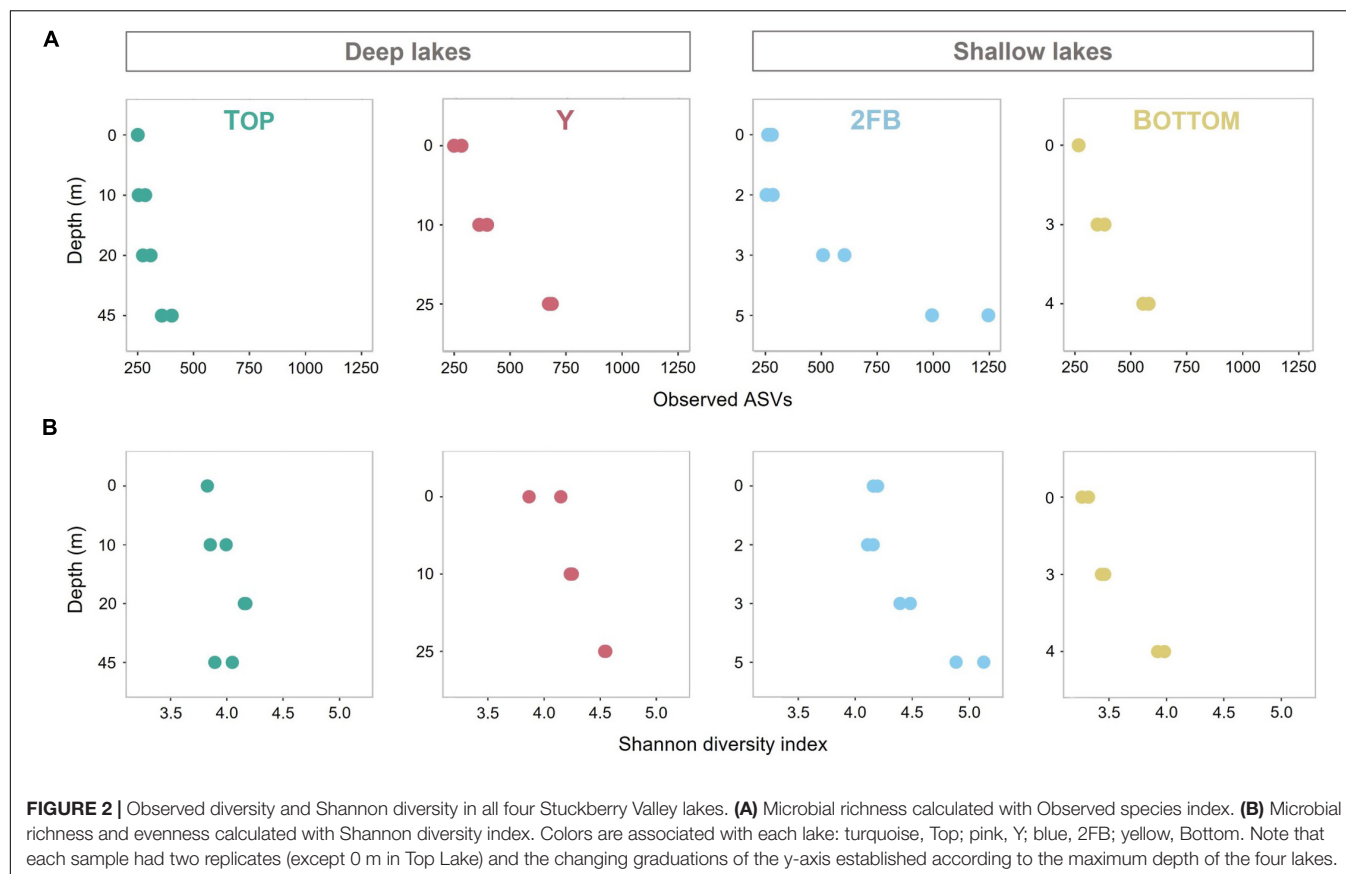 A
Deep lakes
Shallow lakes
TOP
Y
2FB
BOTTOM
Depth (m)
0
10
20
45
0
10
25
0
2
3
5
0
3
4
250 500 1000 1250
250 500 750 1000 1250
250 500 750 1000 1250
250 500 1000 1250
Observed ASVs
B
Depth (m)
0
10
20
45
0
10
25
0
2
3
5
0
3
4
3.5 4.0 4.5 5.0
3.5 4.0 4.5 5.0
3.5 4.0 4.5 5.0
3.5 4.0 4.5 5.0
Shannon diversity index
FIGURE 2 | Observed diversity and Shannon diversity in all four Stuckberry Valley lakes. (A) Microbial richness calculated with Observed species index. (B) Microbial
richness and evenness calculated with Shannon diversity index. Colors are associated with each lake: turquoise, Top; pink, Y; blue, 2FB; yellow, Bottom. Note that
each sample had two replicates (except 0 m in Top Lake) and the changing graduations of the y-axis established according to the maximum depth of the four lakes.